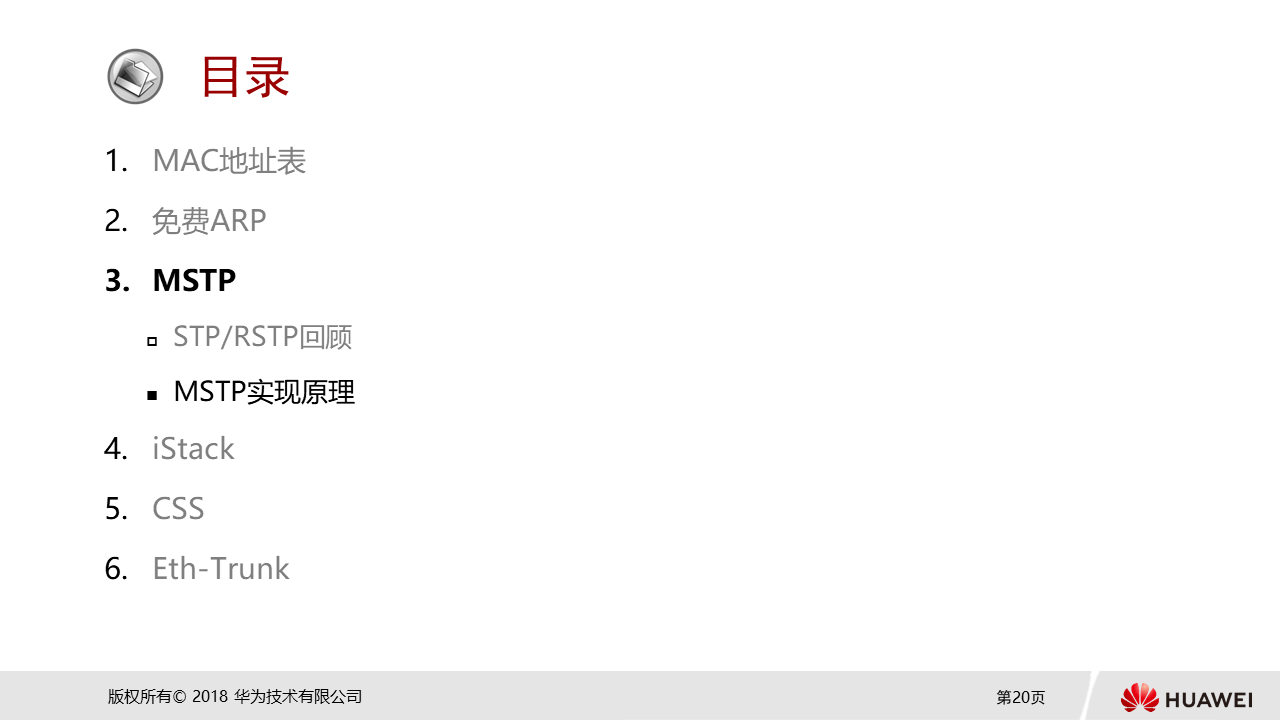 目录
1. MAC地址表
2. 免费ARP
3. MSTP
STP/RSTP回顾
MSTP实现原理
4. iStack
5. CSS
6. Eth-Trunk
版权所有© 2018 华为技术有限公司
第20页
HUAWEI